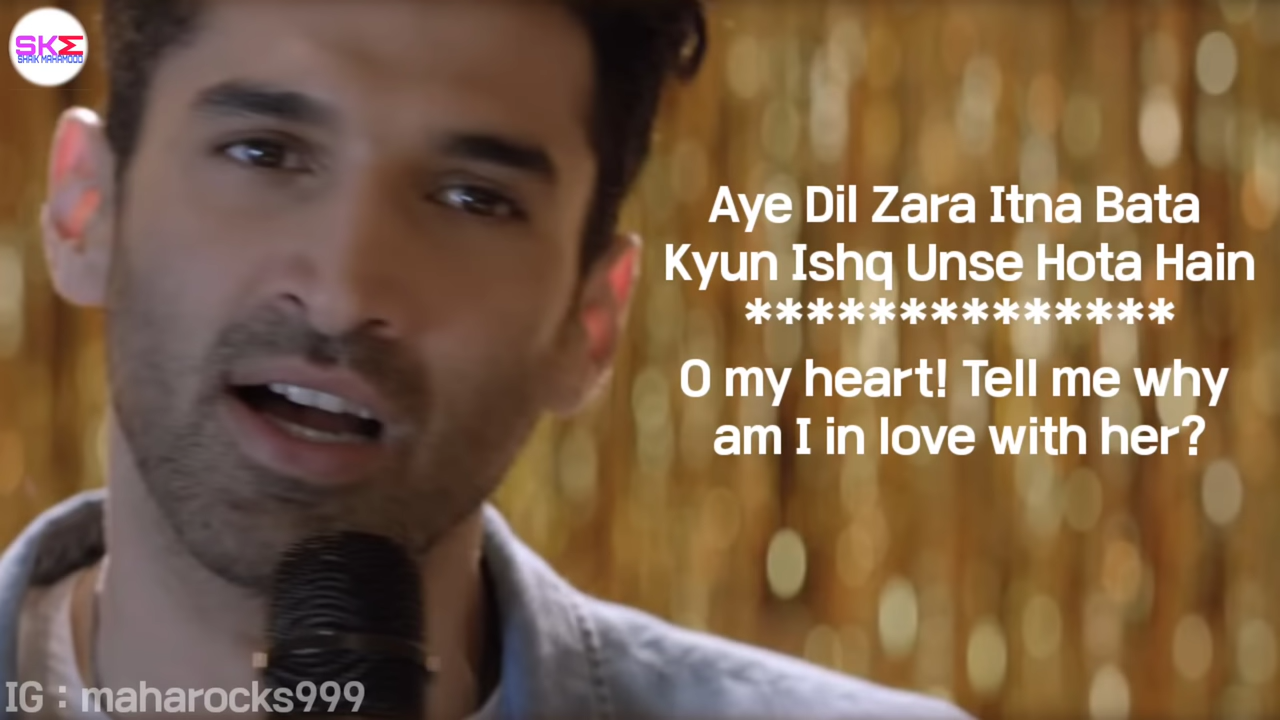 SKΣ
SHAIK MAHAMOOD
Aye Dil Zara Itna Bata
Kyun Ishq Unse Hota Hain
**************
O my heart! Tell me why
am I in love with her?
IG : maharocks999